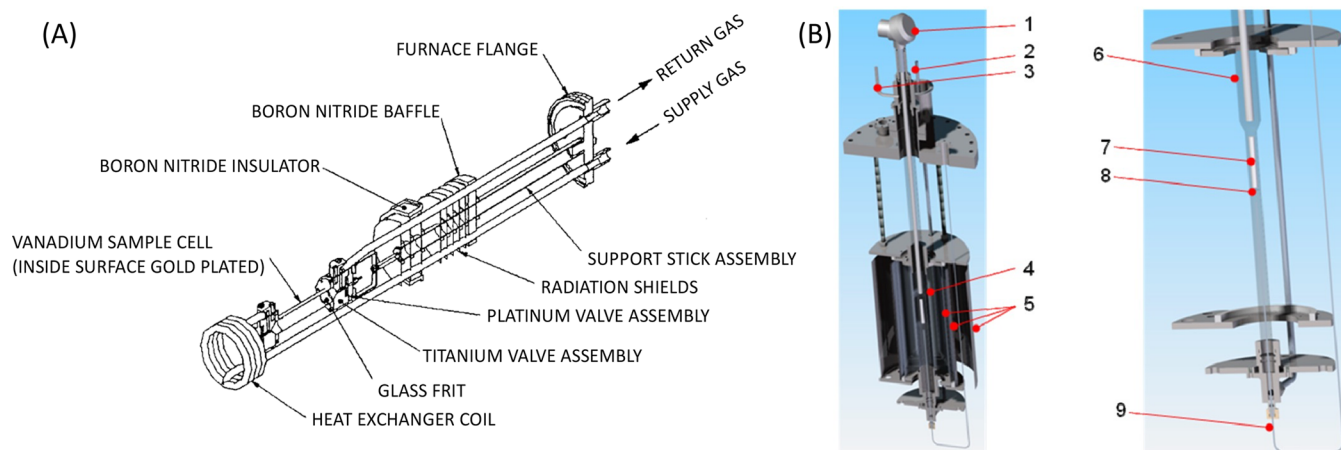 (A)
FURNACE FLANGE
RETURN GAS
SUPPLY GAS
BORON NITRIDE BAFFLE
BORON NITRIDE INSULATOR
VANADIUM SAMPLE CELL
(INSIDE SURFACE GOLD PLATED)
SUPPORT STICK ASSEMBLY
RADIATION SHIELDS
PLATINUM VALVE ASSEMBLY
TITANIUM VALVE ASSEMBLY
GLASS FRIT
HEAT EXCHANGER COIL
(B)
1
2
3
4
5
6
7
8
9